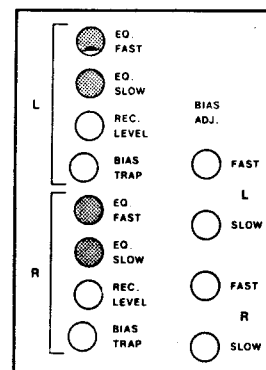 L
EQ.
FAST
EQ.
SLOW
REC.
LEVEL
BIAS
TRAP
R
EQ.
FAST
EQ.
SLOW
REC.
LEVEL
BIAS
TRAP
BIAS
ADJ.
FAST
L
SLOW
FAST
R
SLOW